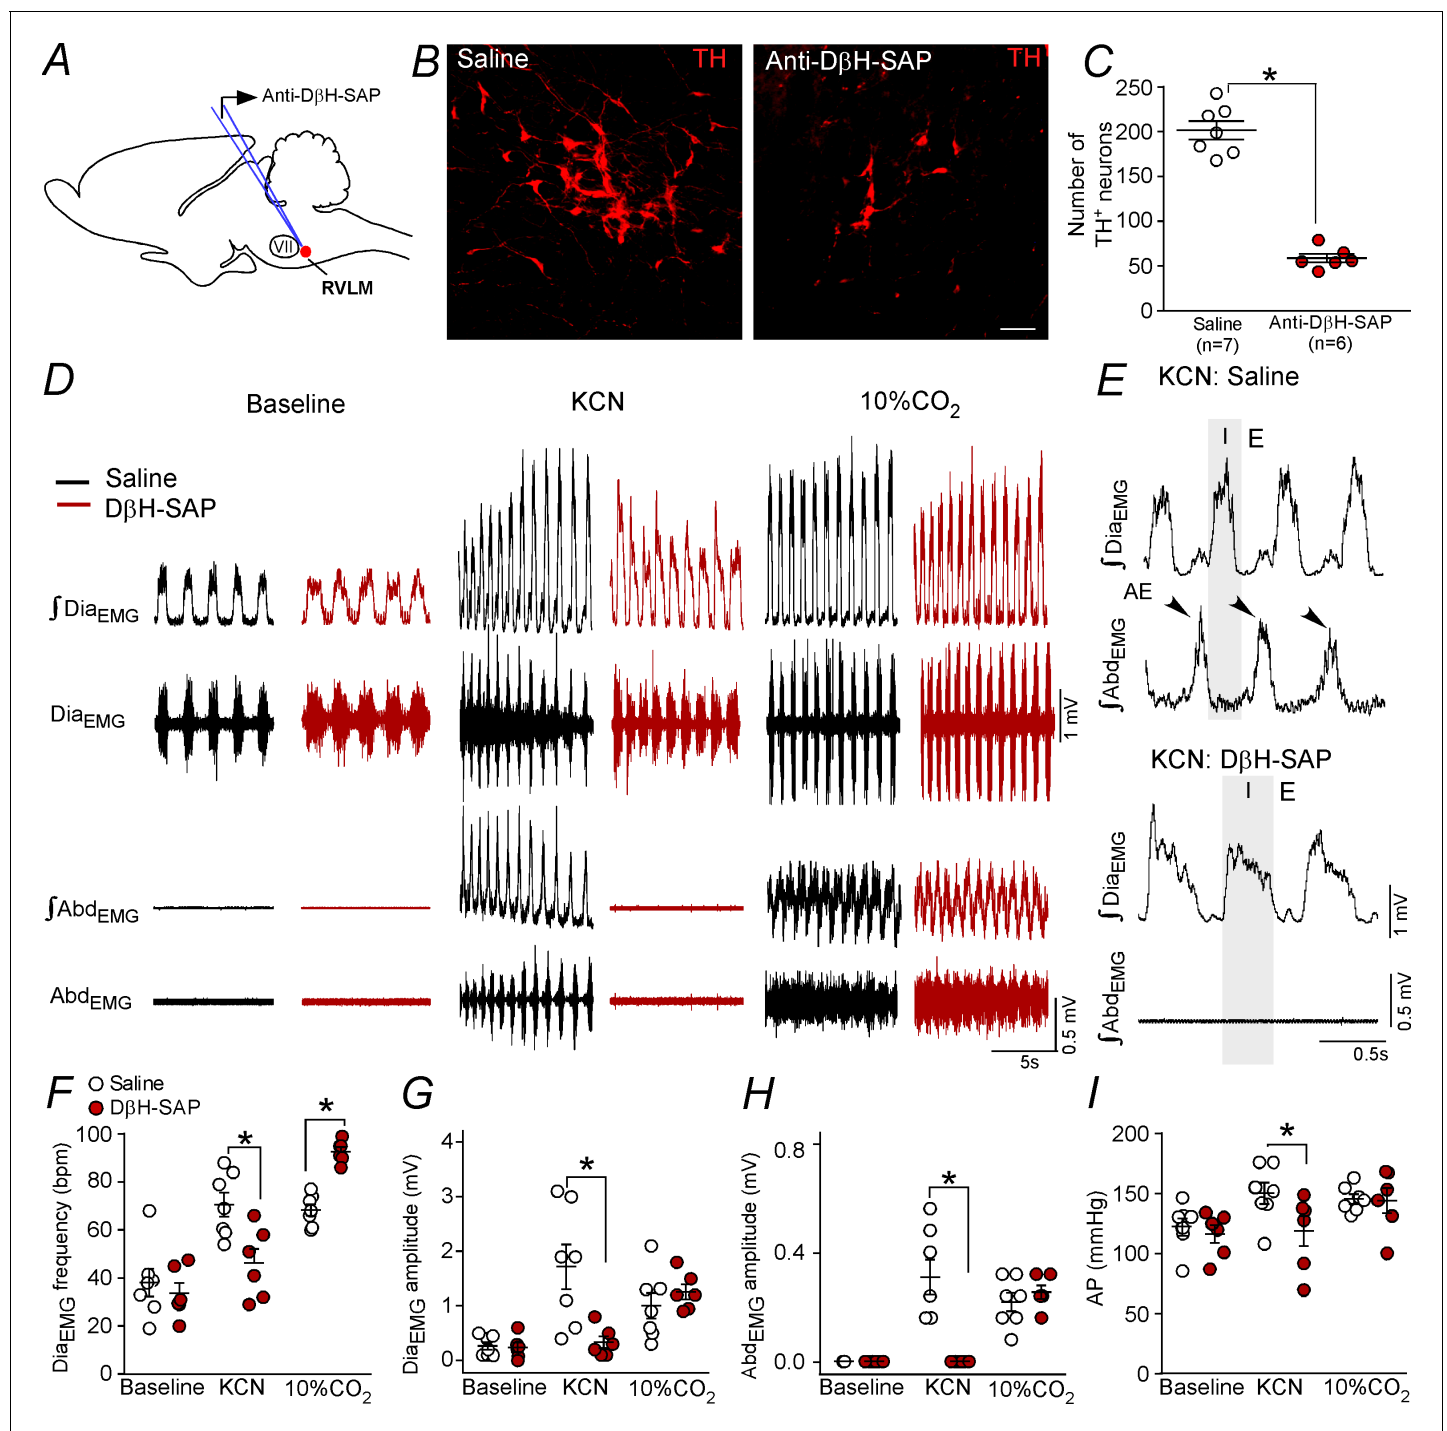 A
Anti-DβH-SAP
VII
RVLM
B
Saline
TH
Anti-DβH-SAP
TH
C
*
Number of
TH+ neurons
250
200
150
100
50
0
Saline
(n=7)
Anti-DβH-SAP
(n=6)
D
Baseline
KCN
10%CO2
Saline
DβH-SAP
∫DiaEMG
DiaEMG
1 mV
∫AbdEMG
AbdEMG
0.5 mV
5s
E
KCN: Saline
I E
∫DiaEMG
AE
∫AbdEMG
KCN: DβH-SAP
I E
∫DiaEMG
1 mV
∫AbdEMG
0.5 mV
0.5s
F
Saline
DβH-SAP
* *
DiaEMG frequency (bpm)
100
80
60
40
20
0
Baseline KCN 10%CO2
G
*
DiaEMG amplitude (mV)
4
3
2
1
0
Baseline KCN 10%CO2
H
*
AbdEMG amplitude (mV)
0.8
0.4
0.0
Baseline KCN 10%CO2
I
*
AP (mmHg)
200
150
100
50
0
Baseline KCN 10%CO2